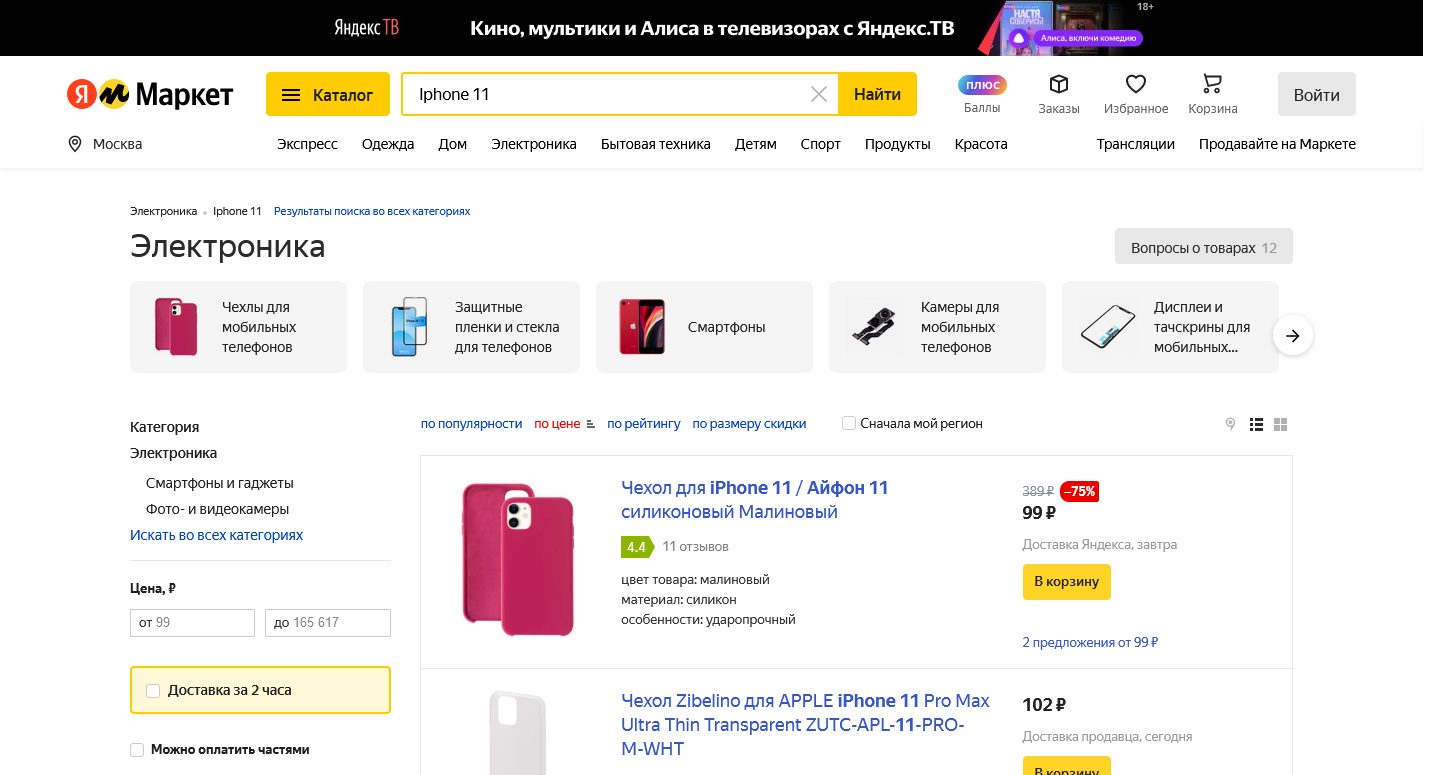 Яндекс ТВ
Кино, мультики и Алиса в телевизорах с Яндекс.ТВ
НАСТЯ
СОБЕРИСЬ!
Алиса, включи комедию
18+
Я Маркет
Каталог
Iphone 11
Найти
плюс
Баллы
Заказы
Избранное
Корзина
Войти
Москва
Экспресс Одежда Дом Электроника Бытовая техника Детям Спорт Продукты Красота Трансляции Продавайте на Маркете
Электроника Iphone 11 Результаты поиска во всех категориях
Электроника
Вопросы о товарах 12
Чехлы для
мобильных
телефонов
Защитные
пленки и стекла
для телефонов
Смартфоны
Камеры для
мобильных
телефонов
Дисплеи и
тачскрины для
мобильных...
Категория
Электроника
Смартфоны и гаджеты
Фото- и видеокамеры
Искать во всех категориях
Цена, ₽
от 99
до 165 617
Доставка за 2 часа
Можно оплатить частями
по популярности по цене по рейтингу по размеру скидки Сначала мой регион
Чехол для iPhone 11 / Айфон 11
силиконовый Малиновый
4.4 11 отзывов
цвет товара: малиновый
материал: силикон
особенности: ударопрочный
389 ₽ –75%
99 ₽
Доставка Яндекса, завтра
В корзину
2 предложения от 99 ₽
Чехол Zibelino для APPLE iPhone 11 Pro Max
Ultra Thin Transparent ZUTC-APL-11-PRO-
M-WHT
102 ₽
Доставка продавца, сегодня
В корзину